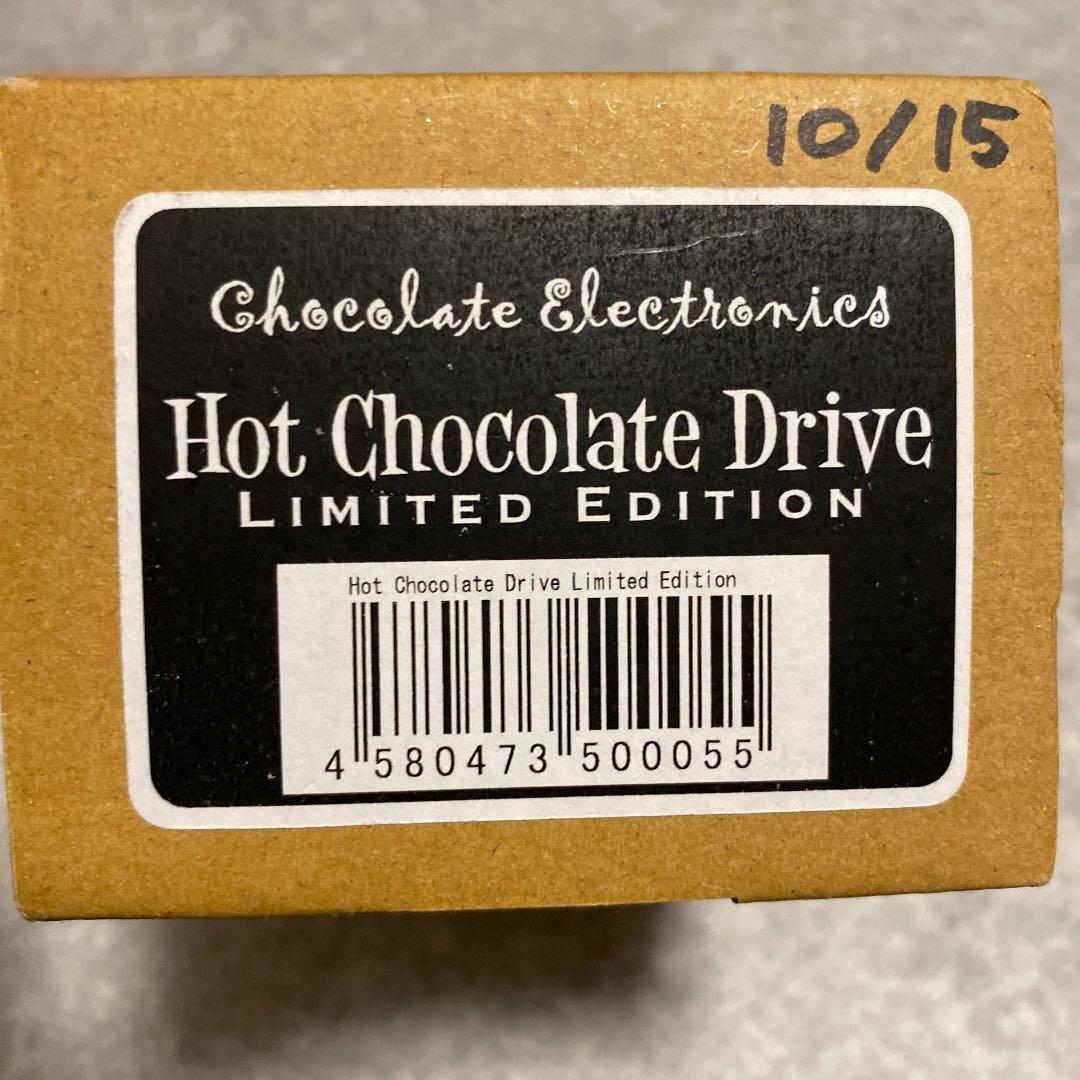 10/15
Chocolate Electronics
Hot Chocolate Drive
LIMITED EDITION
Hot Chocolate Drive Limited Edition
4 580473 500055